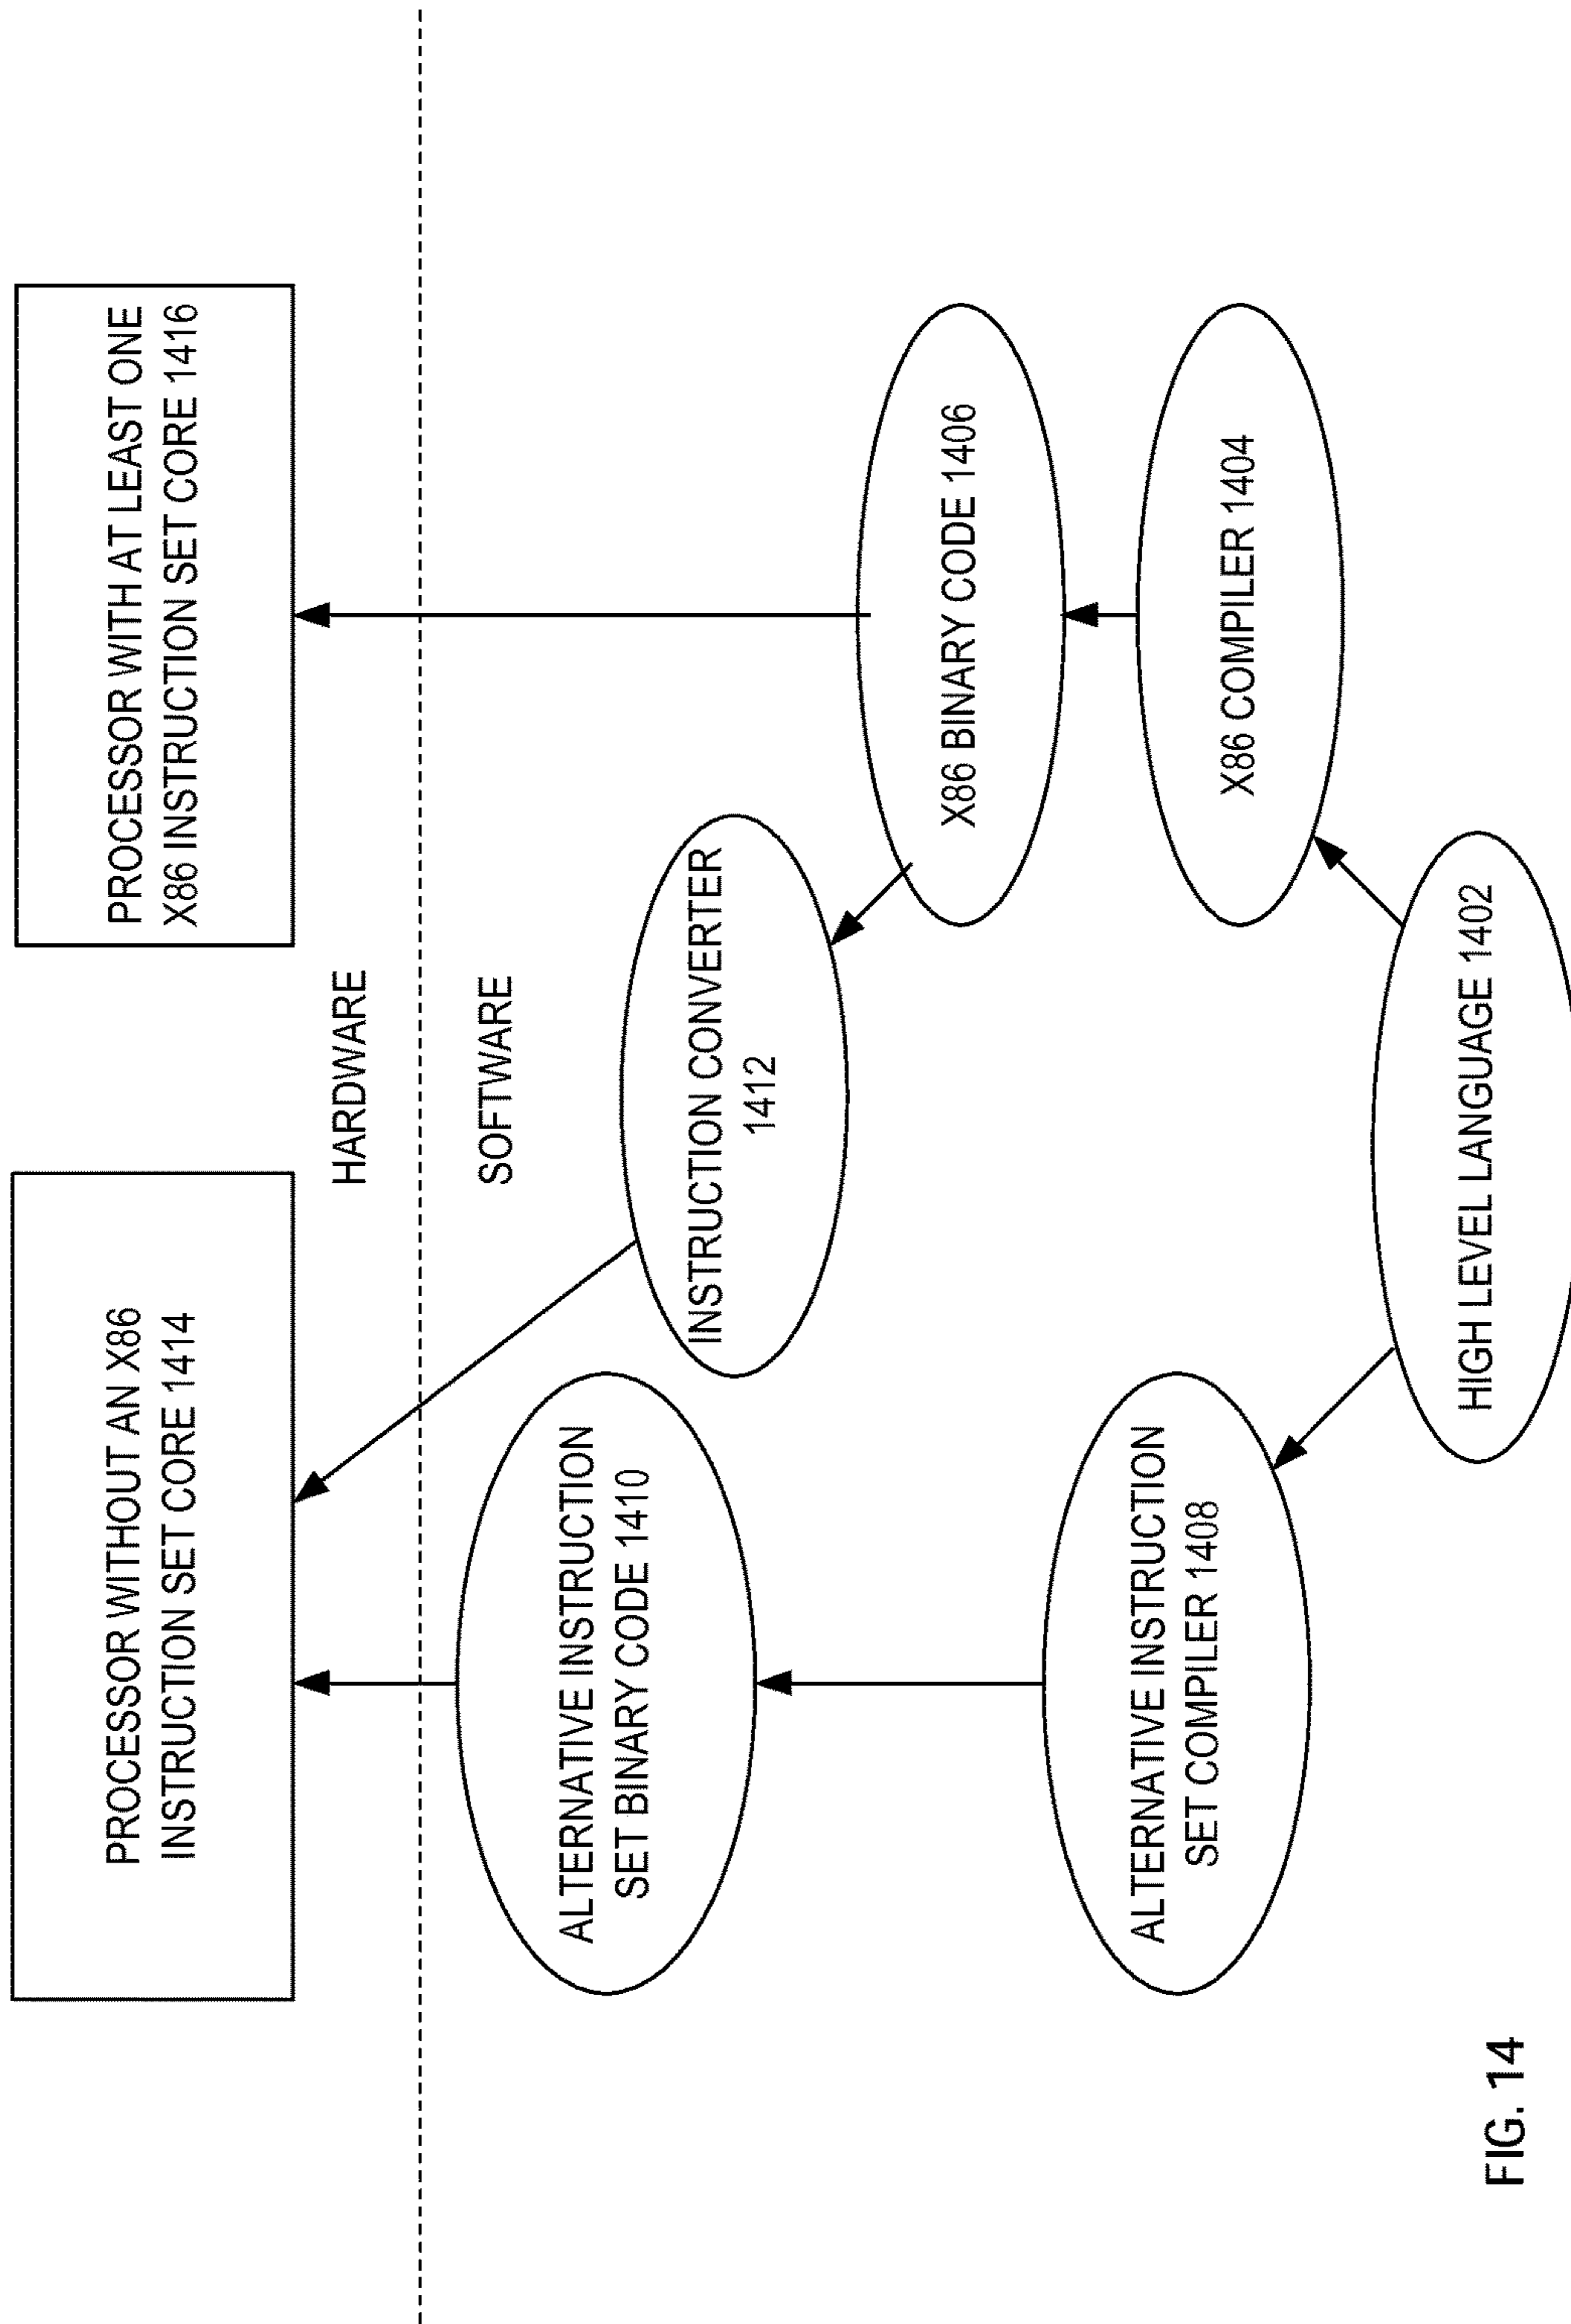 PROCESSOR WITHOUT AN X86
INSTRUCTION SET CORE 1414
PROCESSOR WITH AT LEAST ONE
X86 INSTRUCTION SET CORE 1416
HARDWARE
SOFTWARE
ALTERNATIVE INSTRUCTION
SET BINARY CODE 1410
INSTRUCTION CONVERTER
1412
X86 BINARY CODE 1406
ALTERNATIVE INSTRUCTION
SET COMPILER 1408
X86 COMPILER 1404
HIGH LEVEL LANGUAGE 1402
FIG. 14